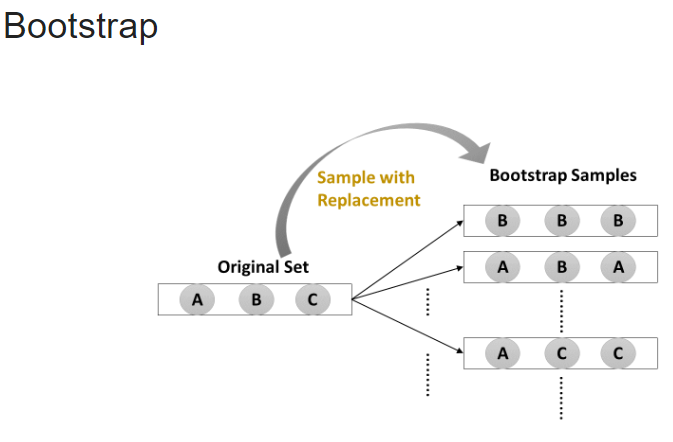 Bootstrap
Sample with
Replacement
Bootstrap Samples
B B B
Original Set
A B A
A B C
A C C